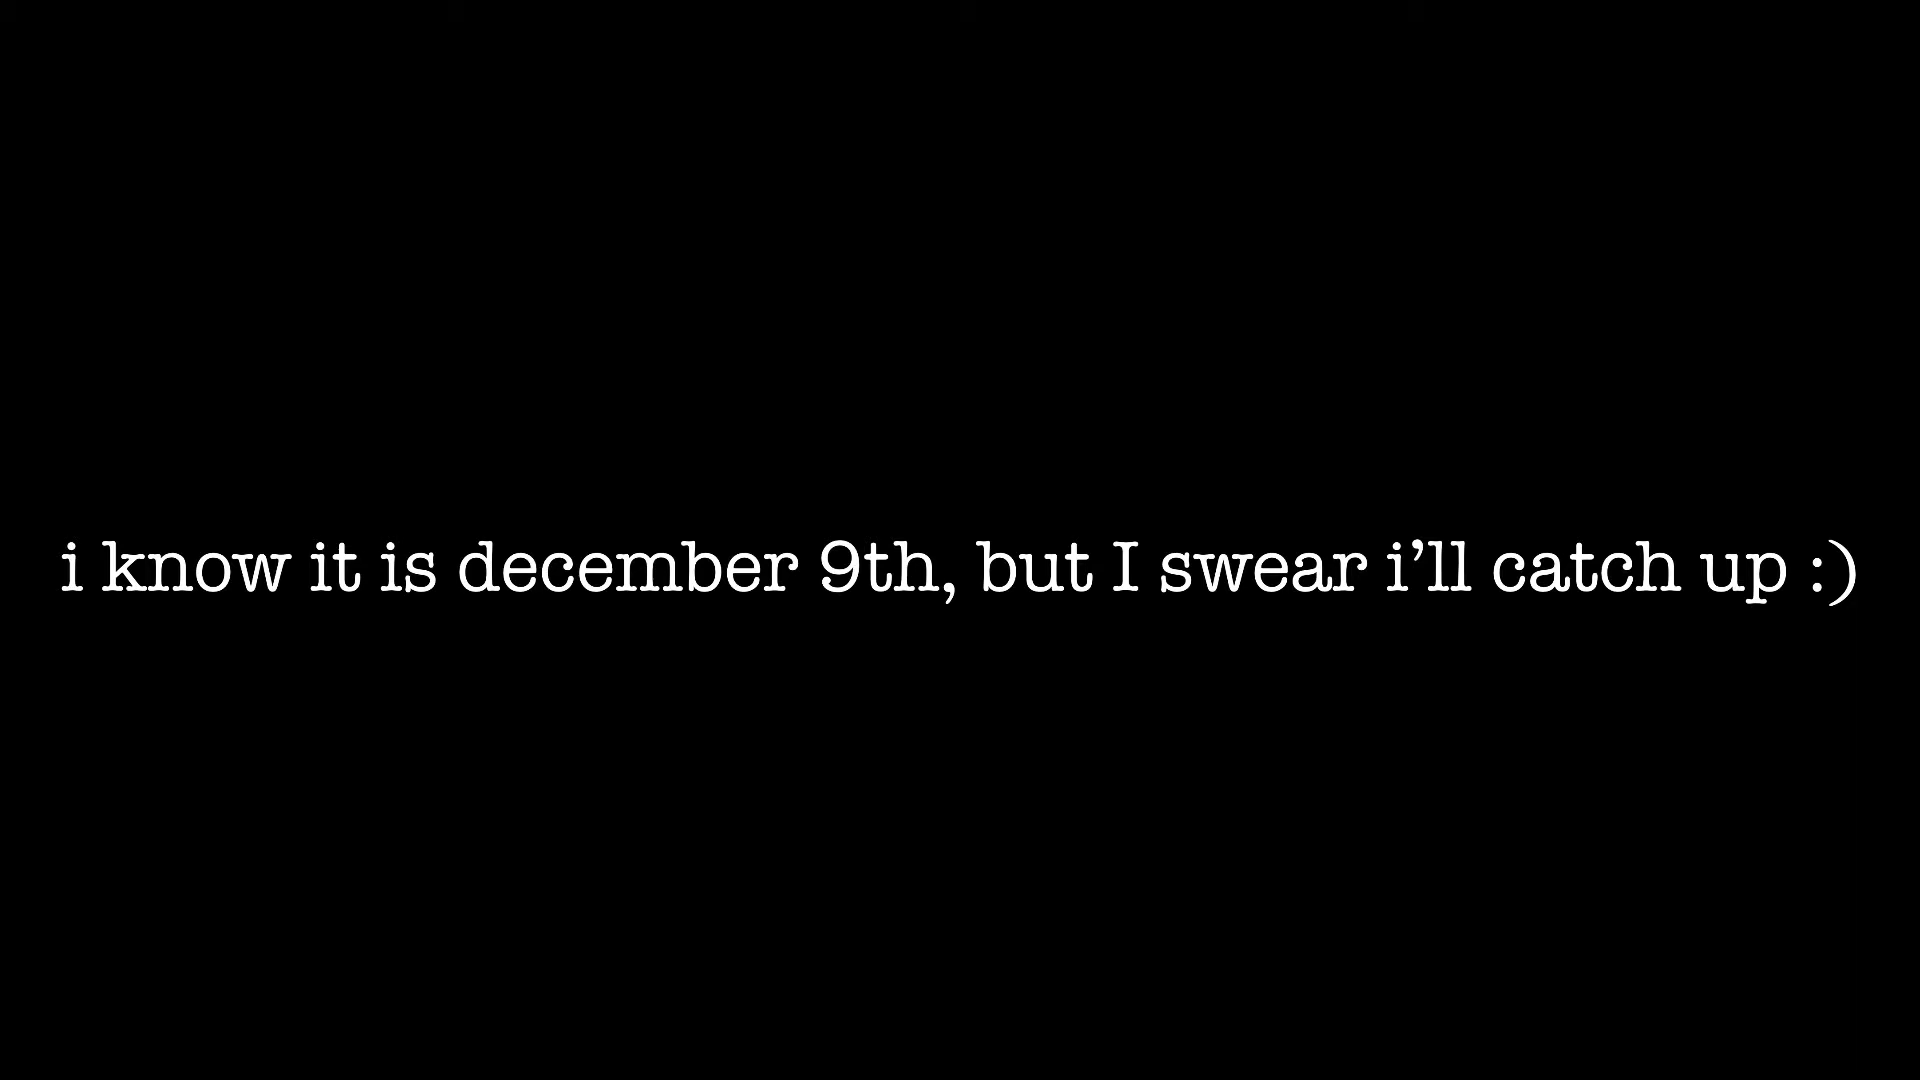 i know it is december 9th, but I swear i’ll catch up :)